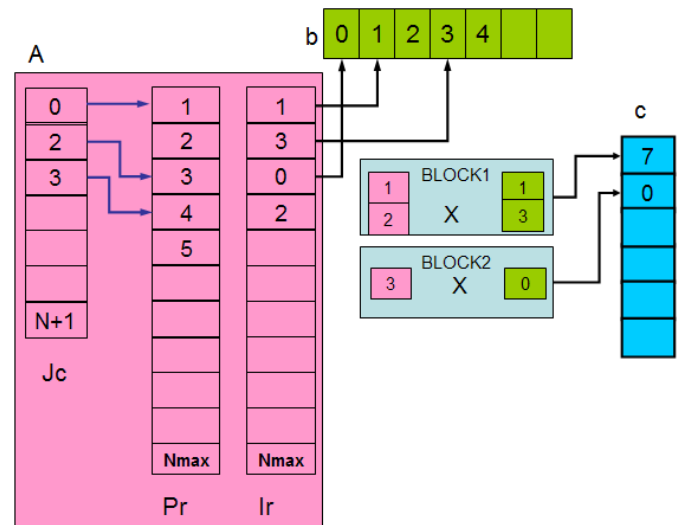 b 0 1 2 3 4
A
0 1 1
2 2 3
3 3 0
4 2
5
N+1
Jc
Nmax Nmax
Pr Ir
BLOCK1
1 1
X
2 3
BLOCK2
3 X 0
c
7
0